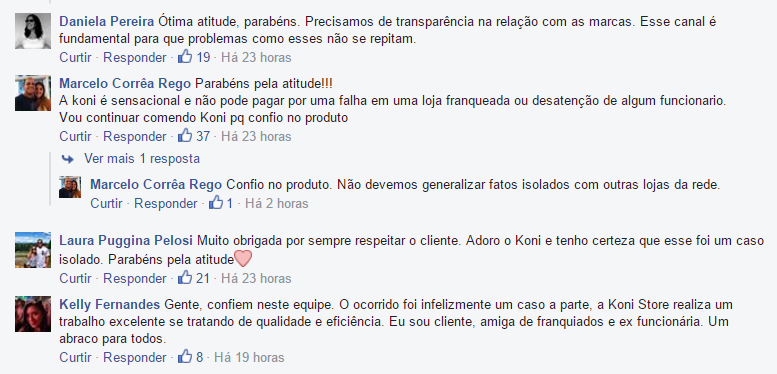 Daniela Pereira Ótima atitude, parabéns. Precisamos de transparência na relação com as marcas. Esse canal é
fundamental para que problemas como esses não se repitam.
Curtir · Responder · 19 · Há 23 horas
Marcelo Corrêa Rego Parabéns pela atitude!!!
A koni é sensacional e não pode pagar por uma falha em uma loja franqueada ou desatenção de algum funcionario.
Vou continuar comendo Koni pq confio no produto
Curtir · Responder · 37 · Há 23 horas
Ver mais 1 resposta
Marcelo Corrêa Rego Confio no produto. Não devemos generalizar fatos isolados com outras lojas da rede.
Curtir · Responder · 1 · Há 2 horas
Laura Puggina Pelosi Muito obrigada por sempre respeitar o cliente. Adoro o Koni e tenho certeza que esse foi um caso
isolado. Parabéns pela atitude
Curtir · Responder · 21 · Há 23 horas
Kelly Fernandes Gente, confiem neste equipe. O ocorrido foi infelizmente um caso a parte, a Koni Store realiza um
trabalho excelente se tratando de qualidade e eficiência. Eu sou cliente, amiga de franquiados e ex funcionária. Um
abraco para todos.
Curtir · Responder · 8 · Há 19 horas